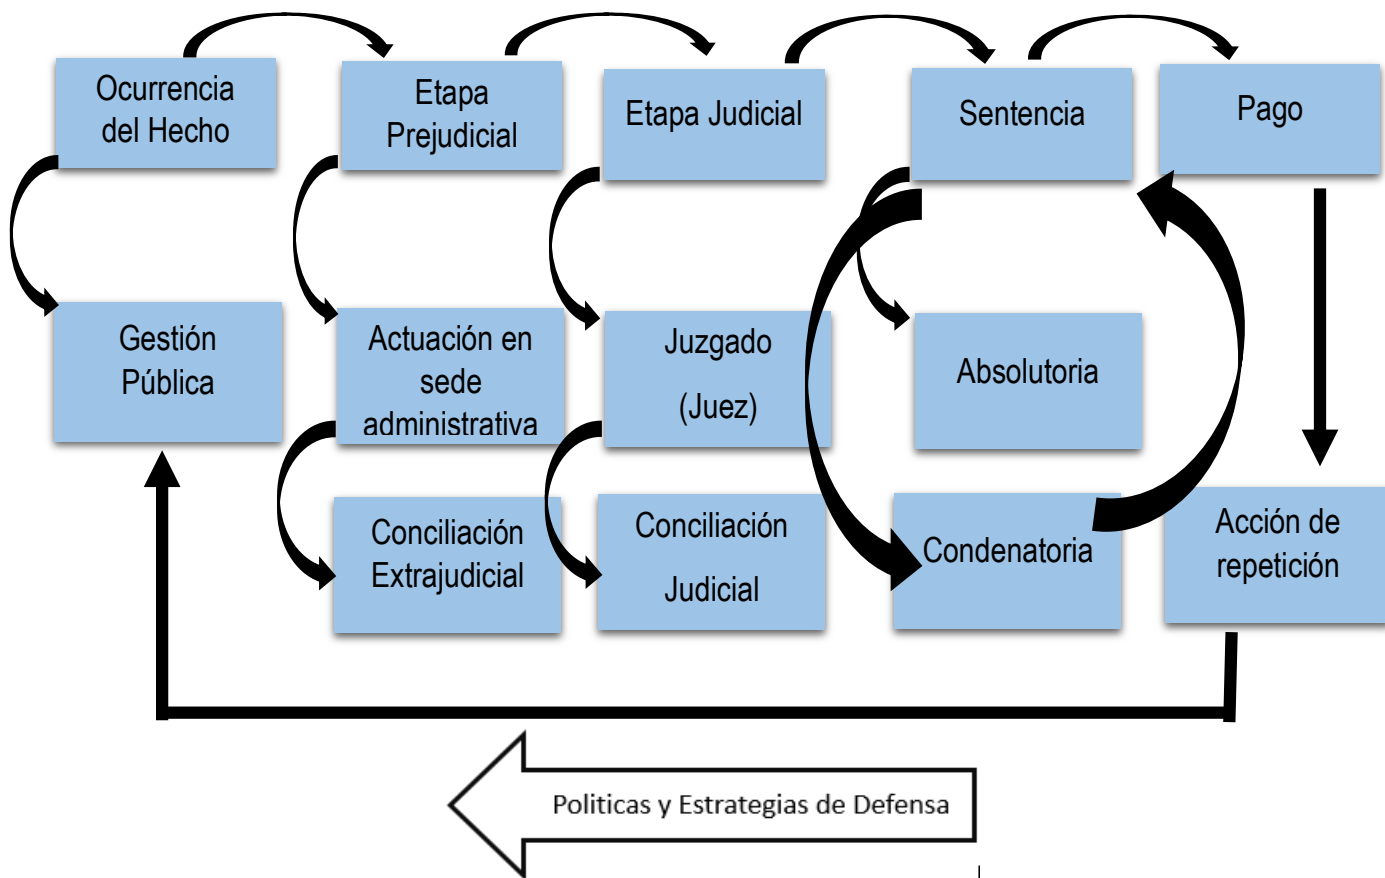 Ocurrencia
del Hecho
Etapa
Prejudicial
Etapa Judicial
Sentencia
Pago
Gestión
Pública
Actuación en
sede
administrativa
Juzgado
(Juez)
Absolutoria
Conciliación
Extrajudicial
Conciliación
Judicial
Condenatoria
Acción de
repetición
Politicas y Estrategias de Defensa